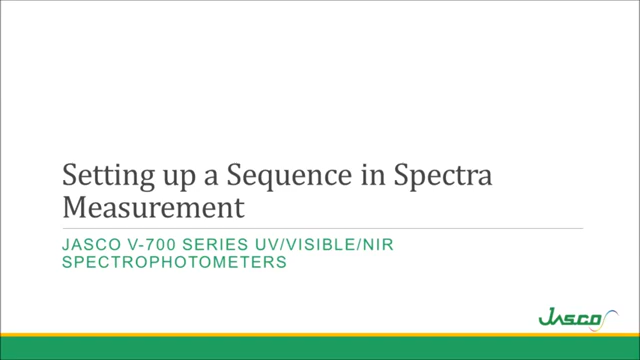 Setting up a Sequence in Spectra
Measurement
JASCO V-700 SERIES UV/VISIBLE/NIR
SPECTROPHOTOMETERS
Jasco